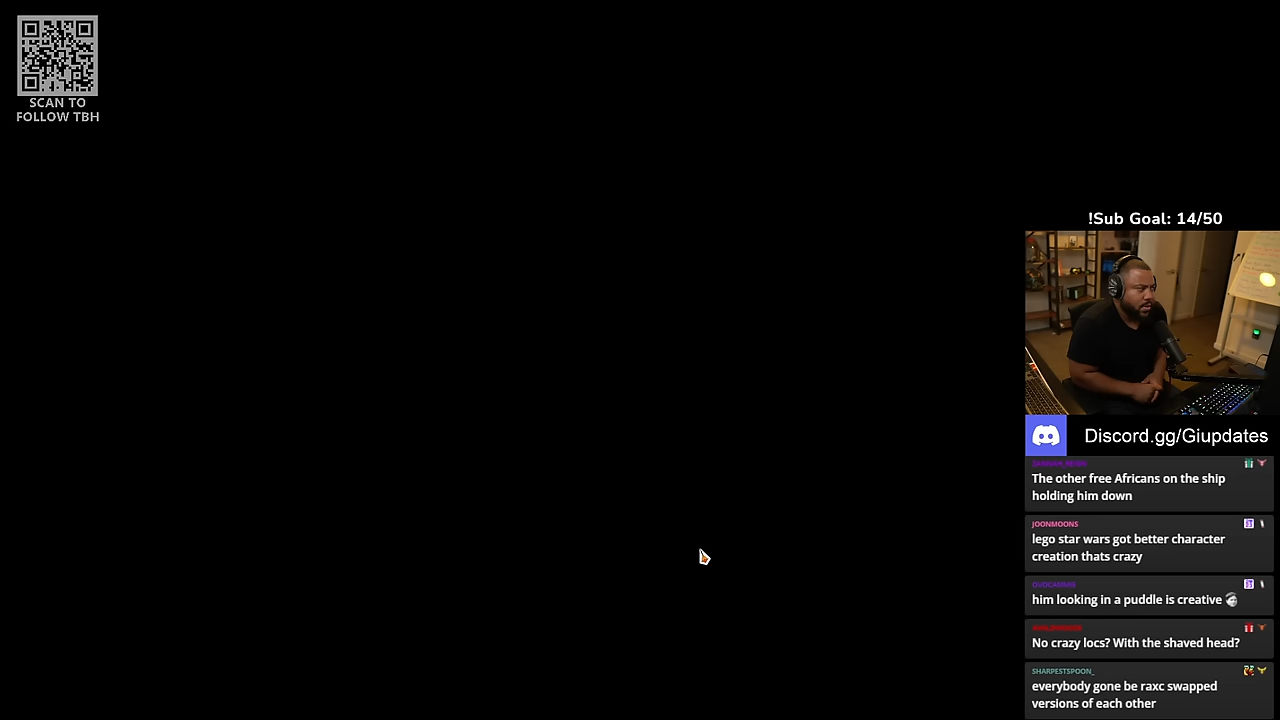 SCAN TO
FOLLOW TBH
!Sub Goal: 14/50
Discord.gg/Giupdates
The other free Africans on the ship
holding him down
JOONMOONS
lego star wars got better character
creation thats crazy
him looking in a puddle is creative
No crazy locs? With the shaved head?
SHARPESTSPOON_
everybody gone be raxc swapped
versions of each other